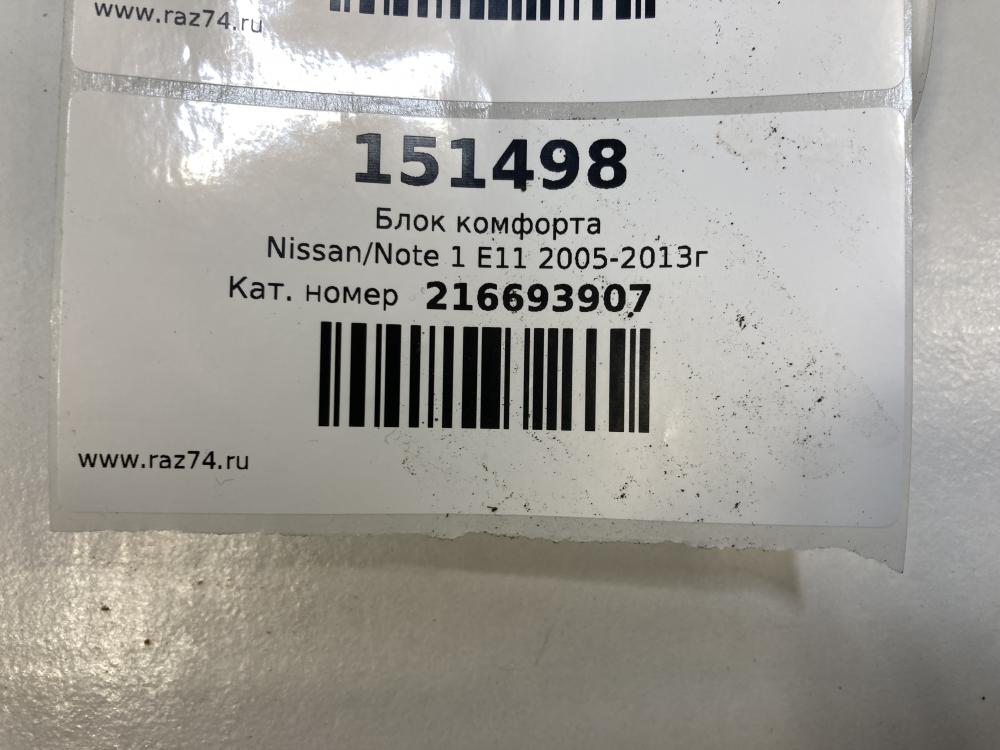 www.raz74.ru
151498
Блок комфорта
Nissan/Note 1 E11 2005-2013г
Кат. номер 216693907
www.raz74.ru